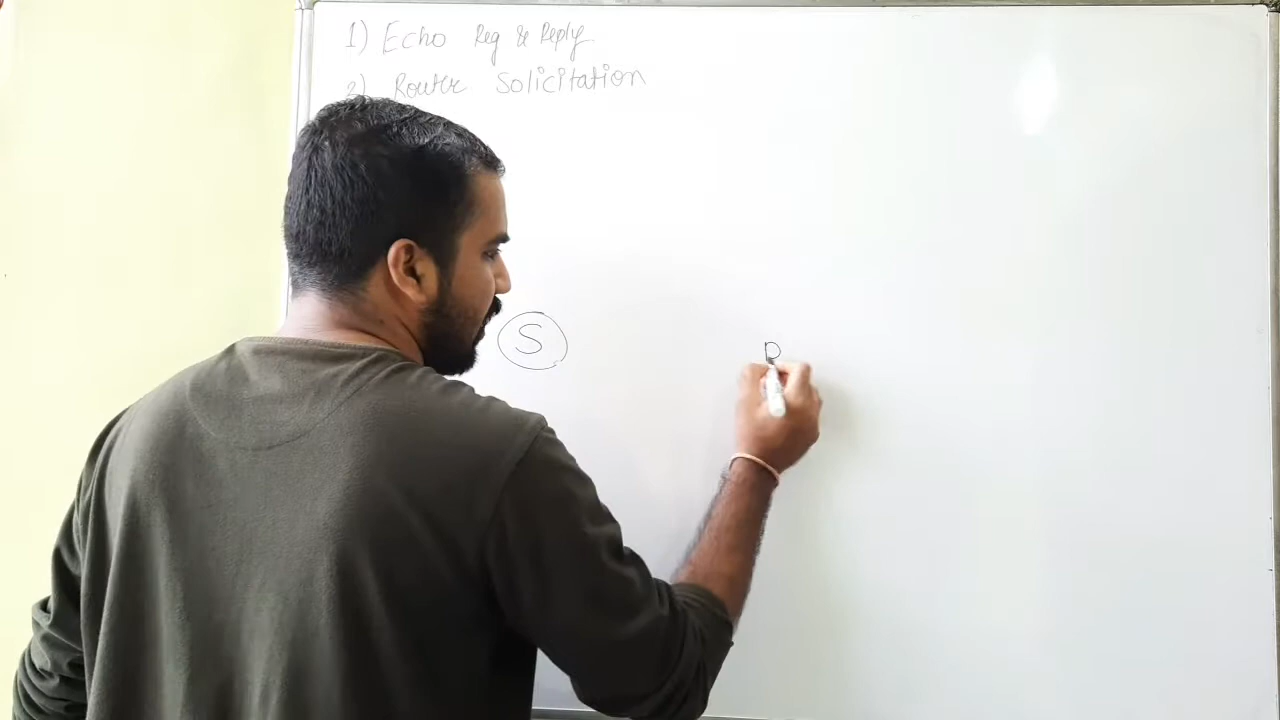 1) Echo Req & Reply
2) Router Solicitation
S